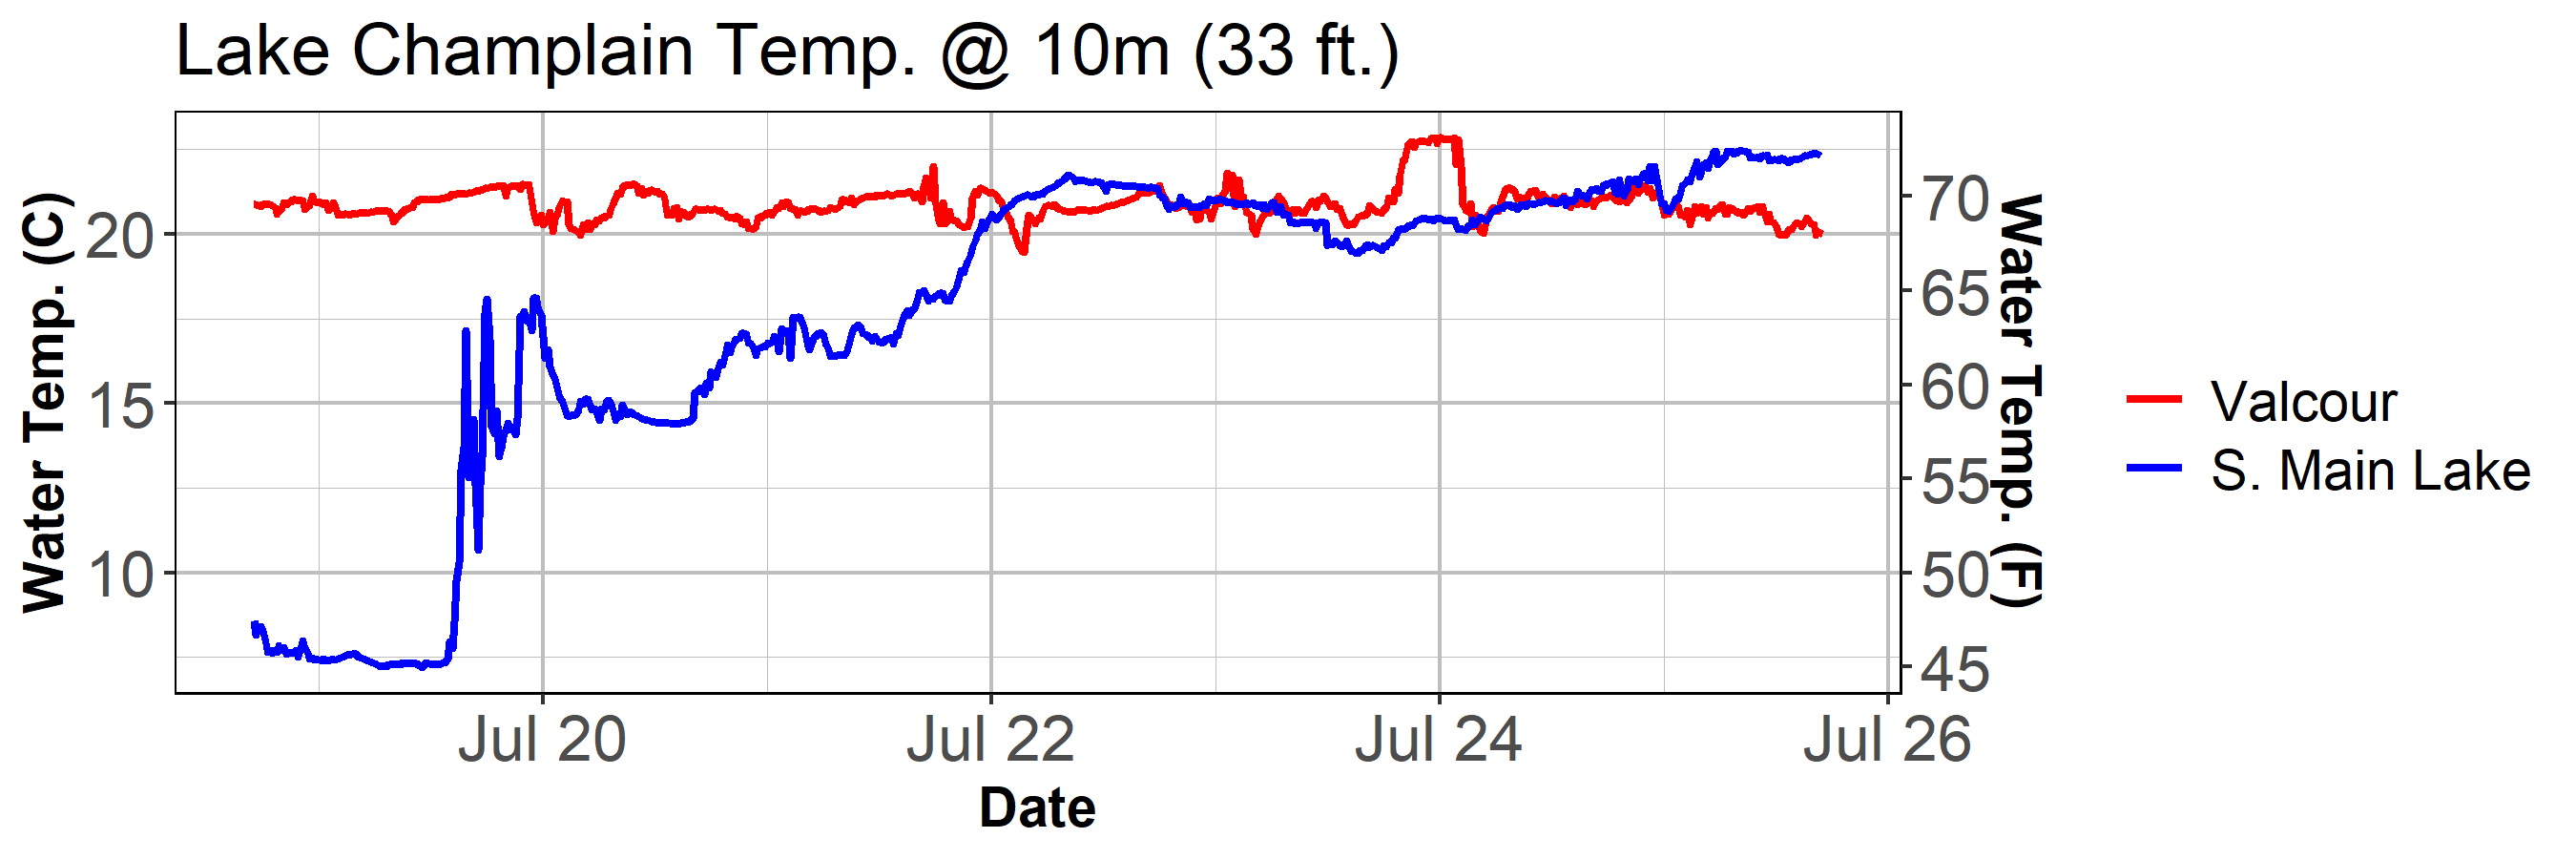 Lake Champlain Temp. @ 10m (33 ft.)
Water Temp. (C)
20
15
10
70
65
60
55
50
45
Water Temp. (F)
Jul 20
Jul 22
Jul 24
Jul 26
Date
Valcour
S. Main Lake